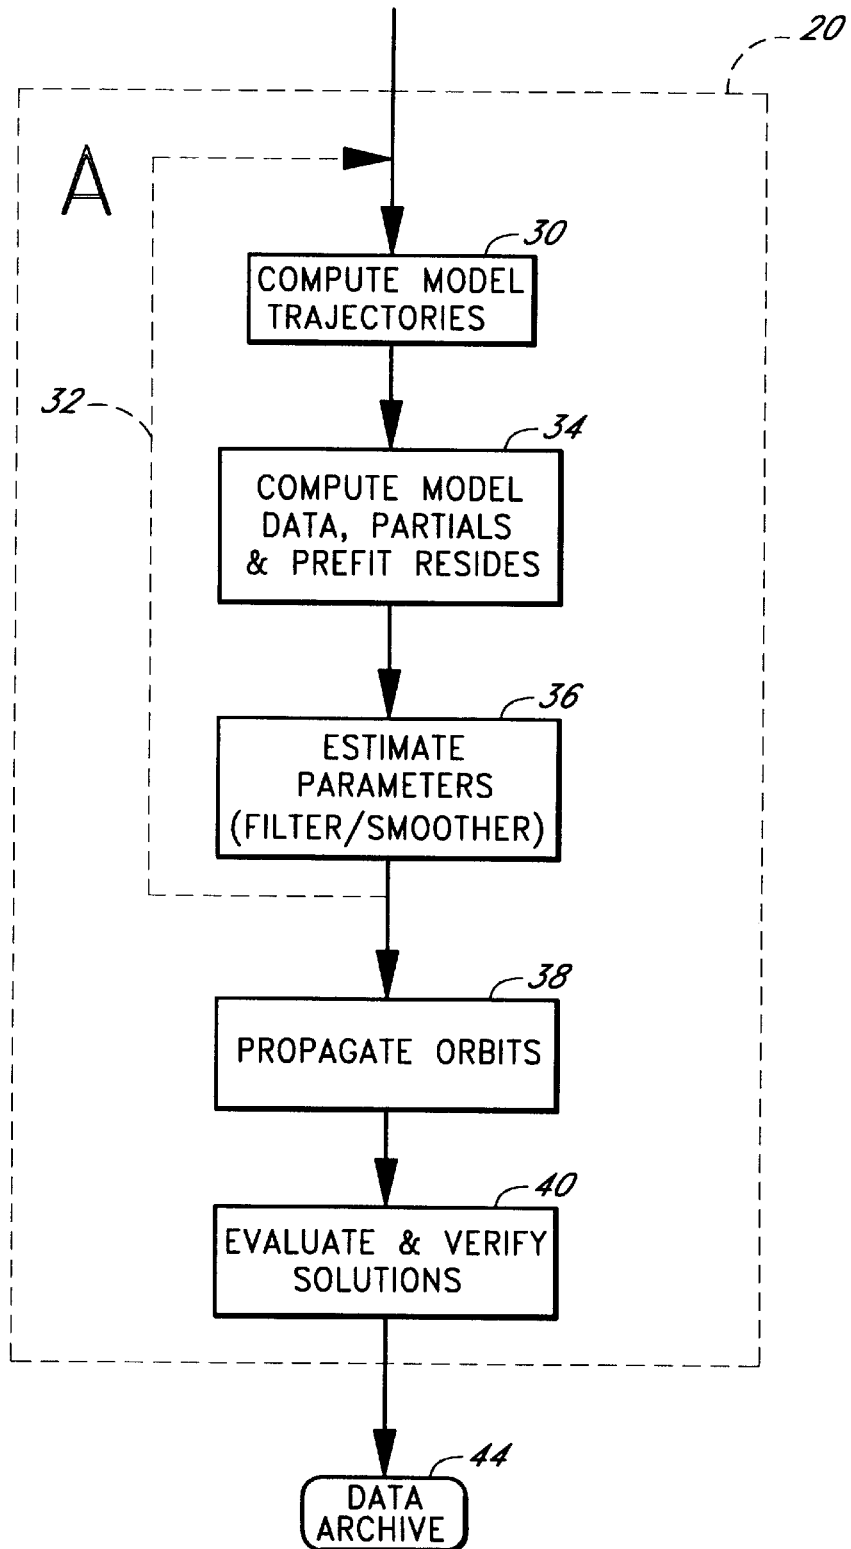 20
A
30
COMPUTE MODEL
TRAJECTORIES
32
34
COMPUTE MODEL
DATA, PARTIALS
& PREFIT RESIDES
36
ESTIMATE
PARAMETERS
(FILTER/SMOOTHER)
38
PROPAGATE ORBITS
40
EVALUATE & VERIFY
SOLUTIONS
44
DATA
ARCHIVE